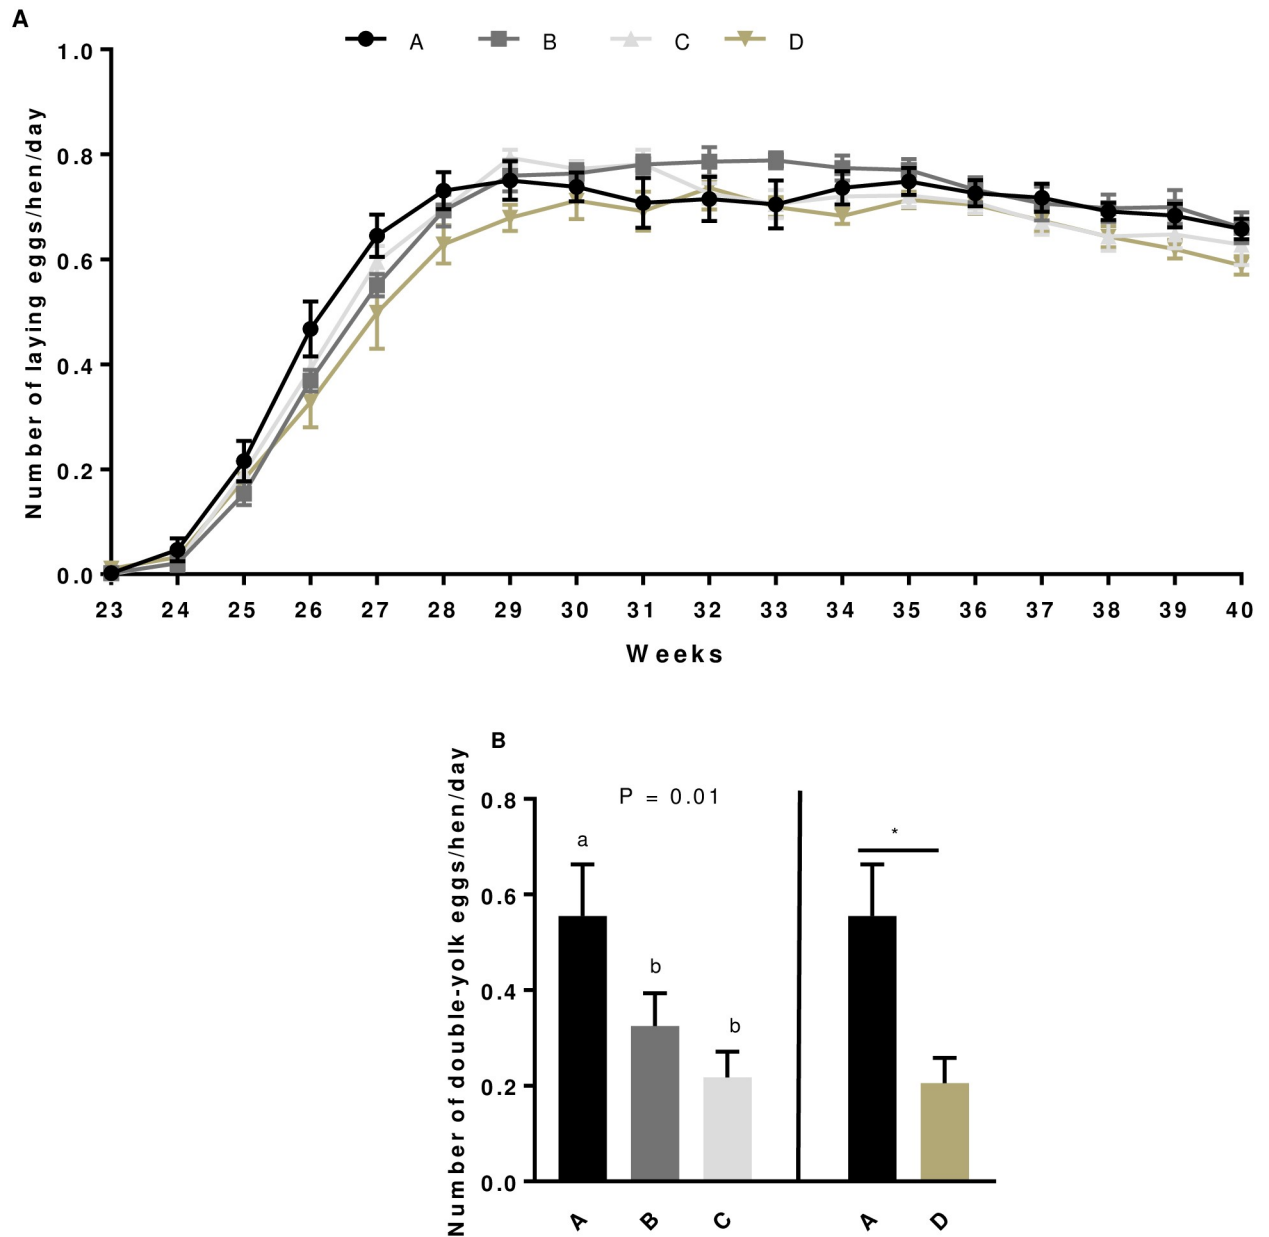 A
A B C D
Number of laying eggs/hen/day
1.0
0.8
0.6
0.4
0.2
0.0
23 24 25 26 27 28 29 30 31 32 33 34 35 36 37 38 39 40
Weeks
B
Number of double-yolk eggs/hen/day
P = 0.01
0.8
0.6
0.4
0.2
0.0
a
b
b
*
A B C A D